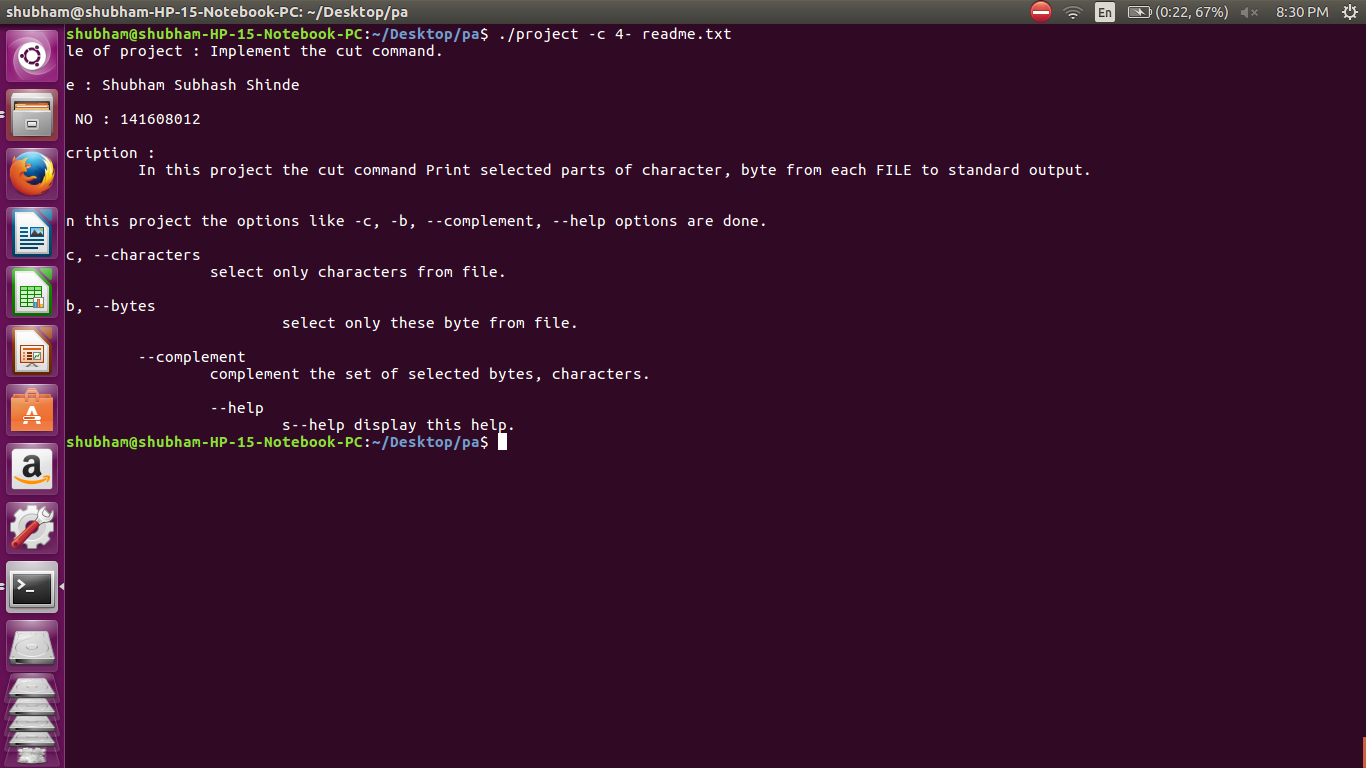 shubham@shubham-HP-15-Notebook-PC: ~/Desktop/pa
En
(0:22, 67%)
8:30 PM
shubham@shubham-HP-15-Notebook-PC:~/Desktop/pa$ ./project -c 4- readme.txt
le of project : Implement the cut command.
e : Shubham Subhash Shinde
NO : 141608012
cription :
In this project the cut command Print selected parts of character, byte from each FILE to standard output.
n this project the options like -c, -b, --complement, --help options are done.
c, --characters
select only characters from file.
b, --bytes
select only these byte from file.
--complement
complement the set of selected bytes, characters.
--help
s--help display this help.
shubham@shubham-HP-15-Notebook-PC:~/Desktop/pa$